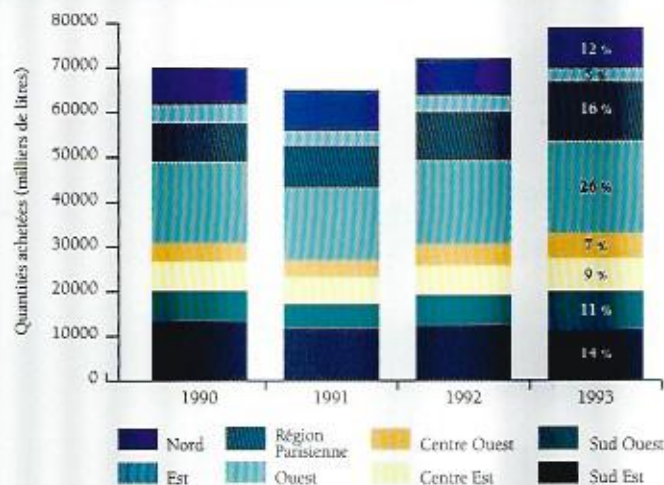 80000
70000
60000
50000
40000
30000
20000
10000
0
Quantités achetées (milliers de litres)
12 %
5 %
16 %
26 %
7 %
9 %
11 %
14 %
1990
1991
1992
1993
Nord
Région Parisienne
Centre Ouest
Sud Ouest
Est
Ouest
Centre Est
Sud Est